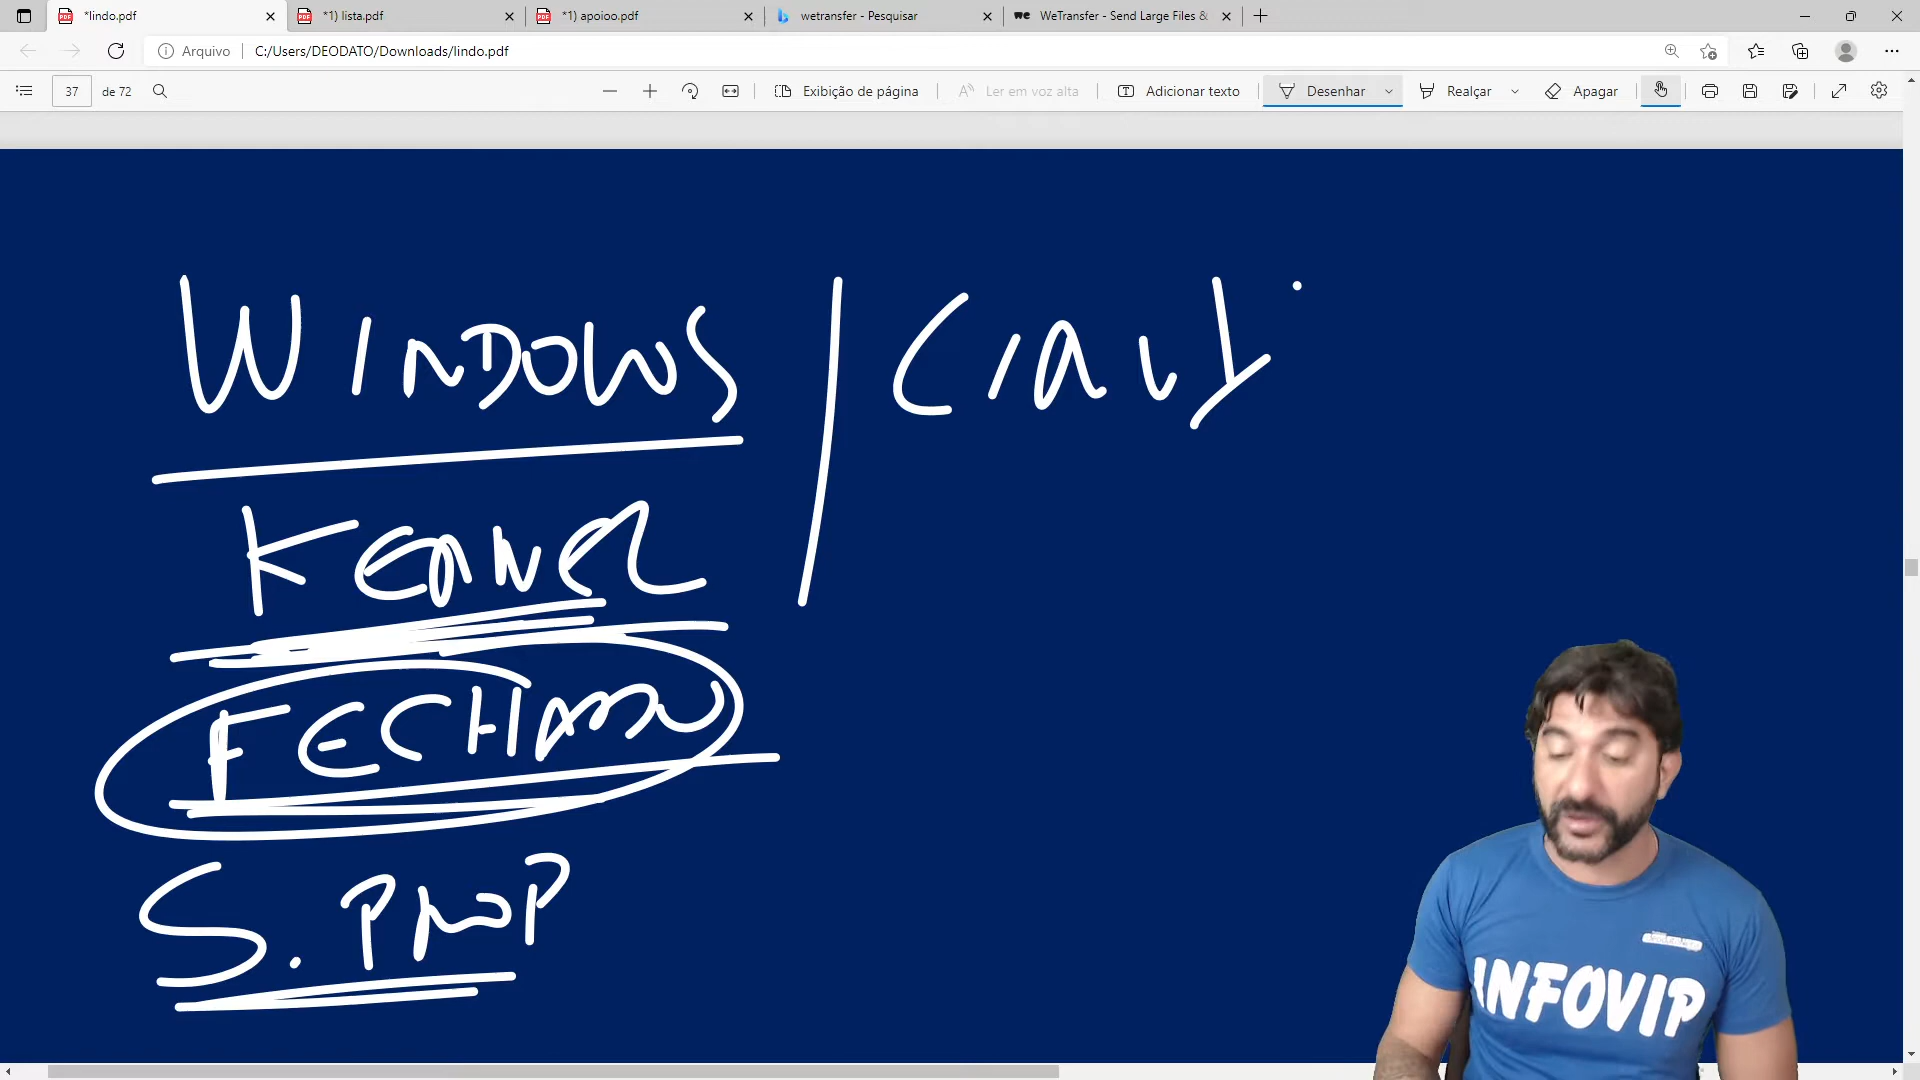 *lindo.pdf
*1) lista.pdf
*1) apoioo.pdf
wetransfer - Pesquisar
WeTransfer - Send Large Files &
Arquivo
C:/Users/DEODATO/Downloads/lindo.pdf
37 de 72
Exibição de página
Ler em voz alta
Adicionar texto
Desenhar
Realçar
Apagar
WINDOWS
KERNEL
FECHADO
S. PROP
INFOVIP